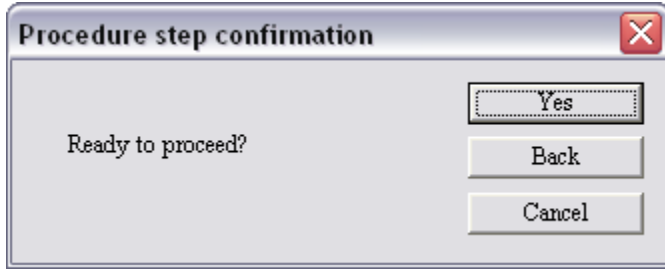 Procedure step confirmation
Yes
Ready to proceed?
Back
Cancel